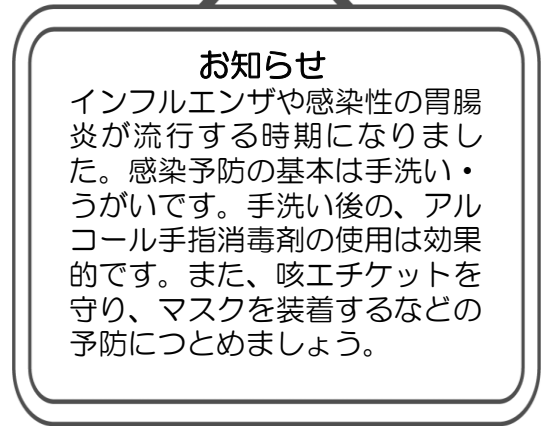 お知らせ
インフルエンザや感染性の胃腸
炎が流行する時期になりまし
た。感染予防の基本は手洗い・
うがいです。手洗い後の、アル
コール手指消毒剤の使用は効果
的です。また、咳エチケットを
守り、マスクを装着するなどの
予防につとめましょう。